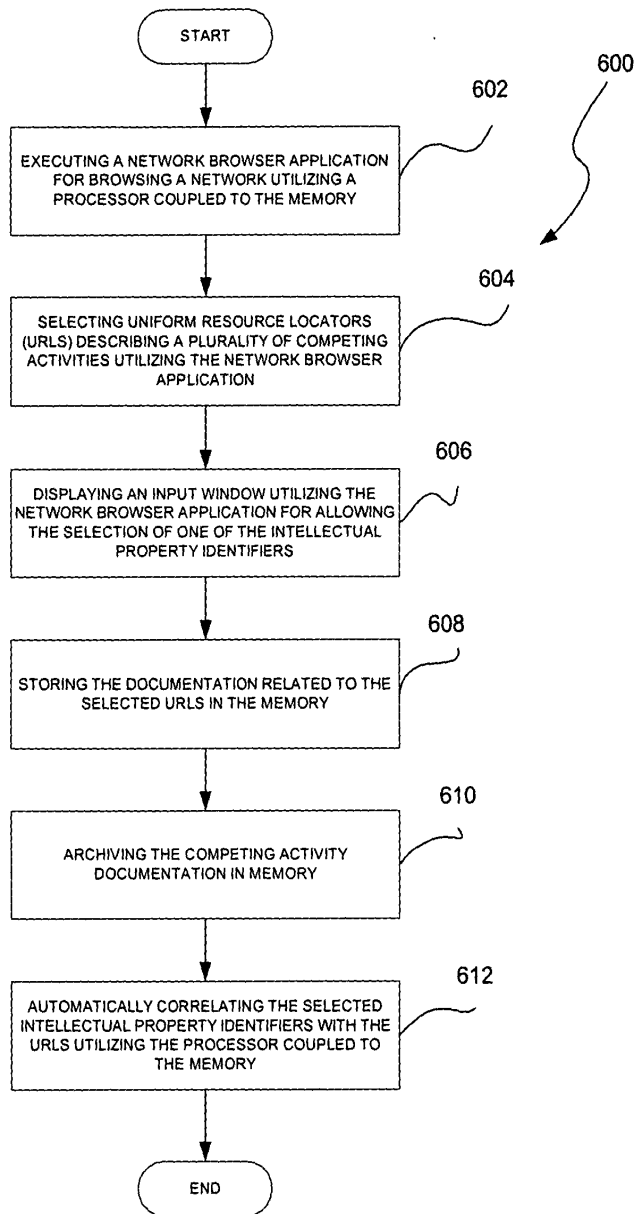 START
600
602
EXECUTING A NETWORK BROWSER APPLICATION
FOR BROWSING A NETWORK UTILIZING A
PROCESSOR COUPLED TO THE MEMORY
604
SELECTING UNIFORM RESOURCE LOCATORS
(URLS) DESCRIBING A PLURALITY OF COMPETING
ACTIVITIES UTILIZING THE NETWORK BROWSER
APPLICATION
606
DISPLAYING AN INPUT WINDOW UTILIZING THE
NETWORK BROWSER APPLICATION FOR ALLOWING
THE SELECTION OF ONE OF THE INTELLECTUAL
PROPERTY IDENTIFIERS
608
STORING THE DOCUMENTATION RELATED TO THE
SELECTED URLS IN THE MEMORY
610
ARCHIVING THE COMPETING ACTIVITY
DOCUMENTATION IN MEMORY
612
AUTOMATICALLY CORRELATING THE SELECTED
INTELLECTUAL PROPERTY IDENTIFIERS WITH THE
URLS UTILIZING THE PROCESSOR COUPLED TO
THE MEMORY
END